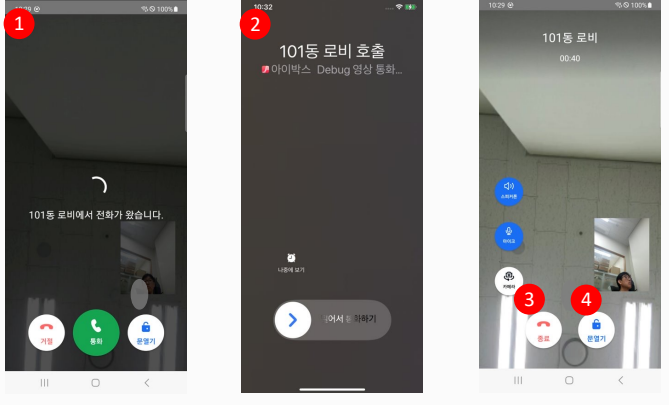 1
10:29
100%
101동 로비에서 전화가 왔습니다.
거절
통화
문열기
2
10:32
101동 로비 호출
아이박스 Debug 영상 통화...
나중에 보기
어서 통화하기
10:29
100%
101동 로비
00:40
스피커폰
마이크
카메라
3
4
종료
문열기